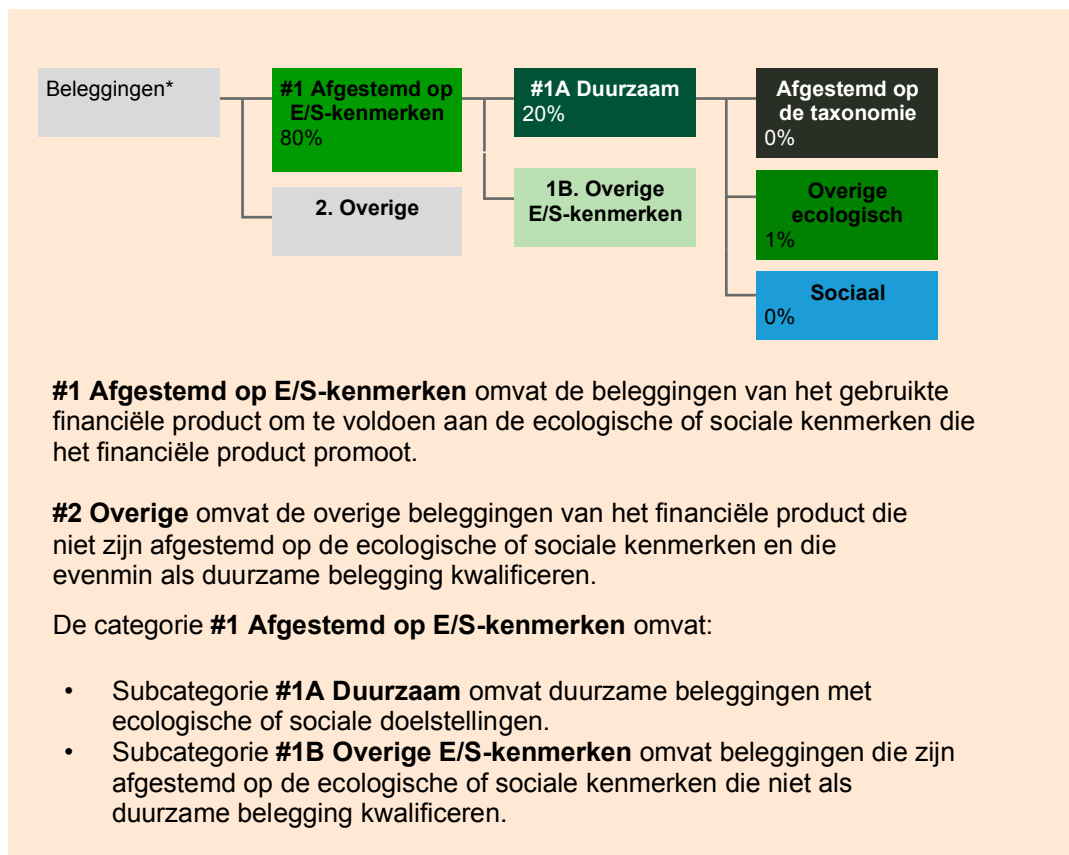 Beleggingen*
#1 Afgestemd op
E/S-kenmerken
80%
2. Overige
#1A Duurzaam
20%
1B. Overige
E/S-kenmerken
Afgestemd op
de taxonomie
0%
Overige
ecologisch
1%
Sociaal
0%
#1 Afgestemd op E/S-kenmerken omvat de beleggingen van het gebruikte
financiële product om te voldoen aan de ecologische of sociale kenmerken die
het financiële product promoot.
#2 Overige omvat de overige beleggingen van het financiële product die
niet zijn afgestemd op de ecologische of sociale kenmerken en die
evenmin als duurzame belegging kwalificeren.
De categorie #1 Afgestemd op E/S-kenmerken omvat:
• Subcategorie #1A Duurzaam omvat duurzame beleggingen met
ecologische of sociale doelstellingen.
• Subcategorie #1B Overige E/S-kenmerken omvat beleggingen die zijn
afgestemd op de ecologische of sociale kenmerken die niet als
duurzame belegging kwalificeren.